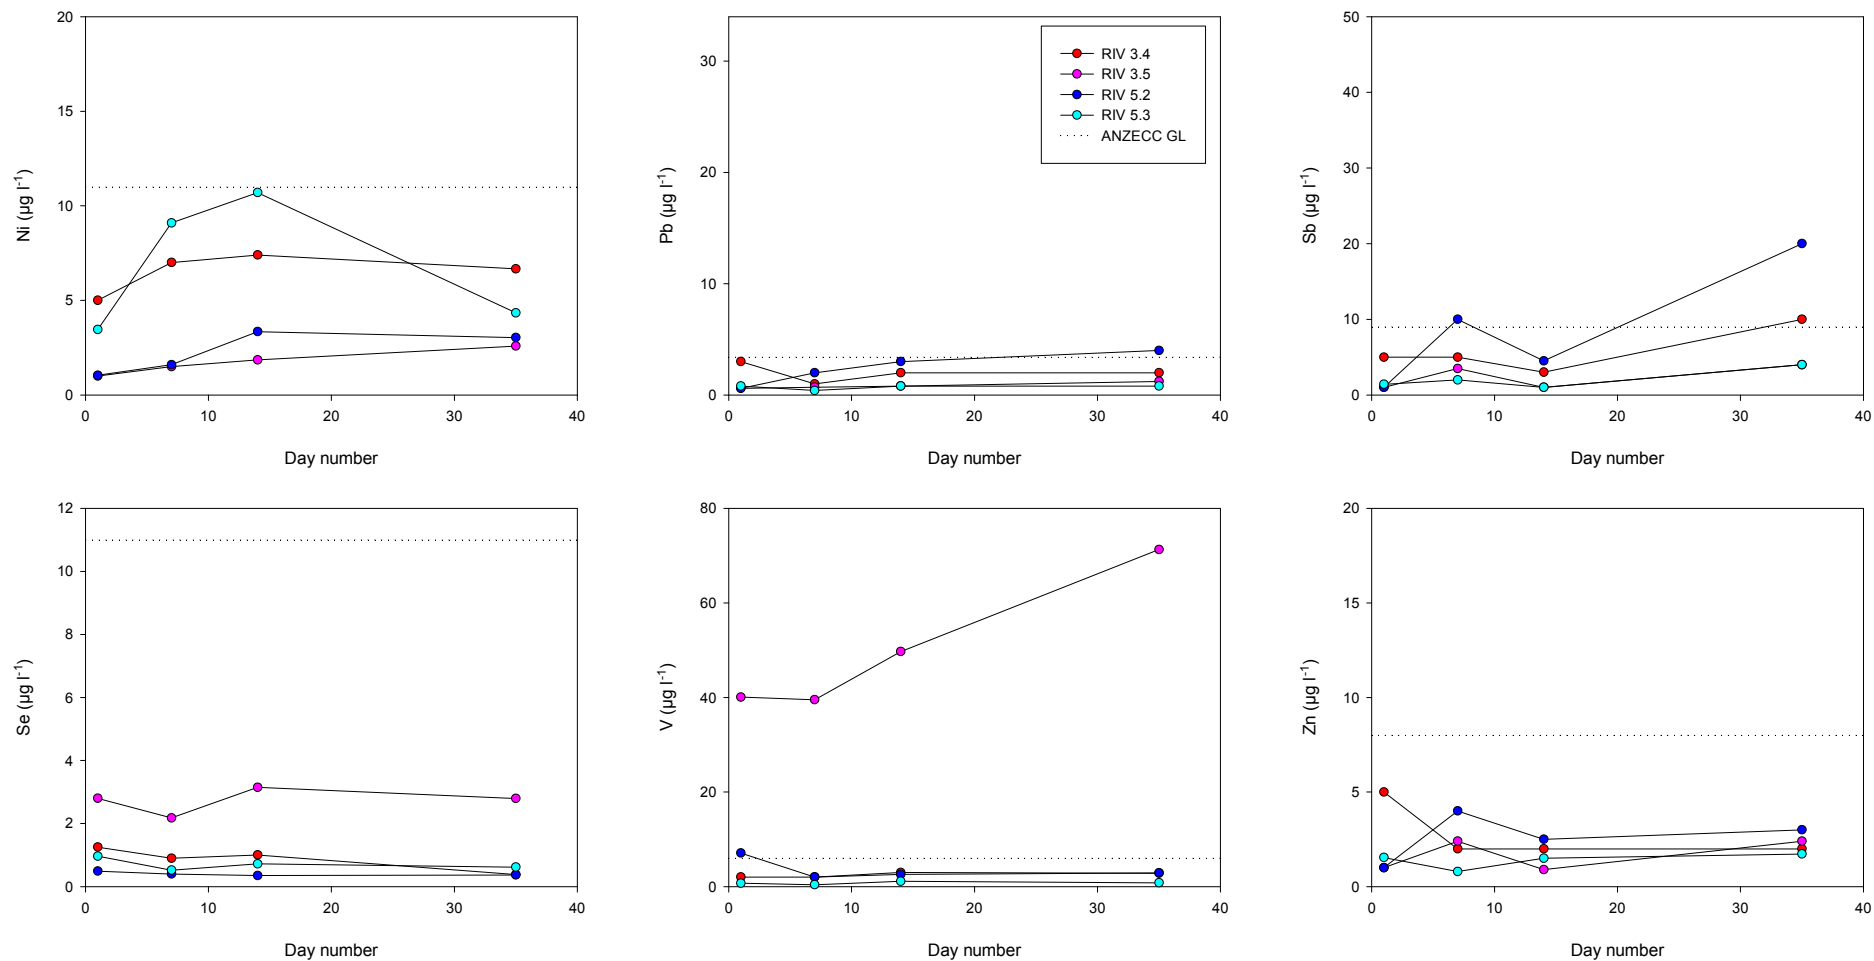 20
15
10
5
0
Ni (µg l⁻¹)
0 10 20 30 40
Day number
30
20
10
0
Pb (µg l⁻¹)
RIV 3.4
RIV 3.5
RIV 5.2
RIV 5.3
ANZECC GL
0 10 20 30 40
Day number
50
40
30
20
10
0
Sb (µg l⁻¹)
0 10 20 30 40
Day number
12
10
8
6
4
2
0
Se (µg l⁻¹)
0 10 20 30 40
Day number
80
60
40
20
0
V (µg l⁻¹)
0 10 20 30 40
Day number
20
15
10
5
0
Zn (µg l⁻¹)
0 10 20 30 40
Day number